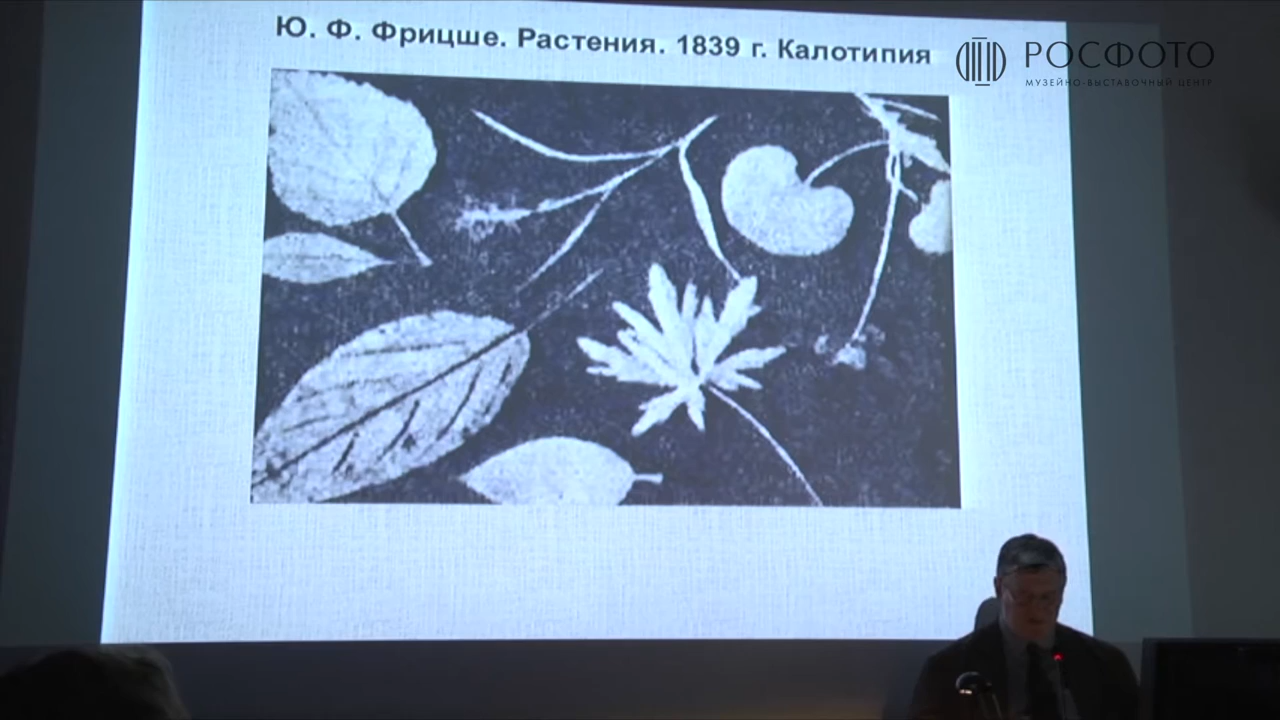 Ю. Ф. Фрицше. Растения. 1839 г. Калотипия
РОСФОТО
МУЗЕЙНО-ВЫСТАВОЧНЫЙ ЦЕНТР